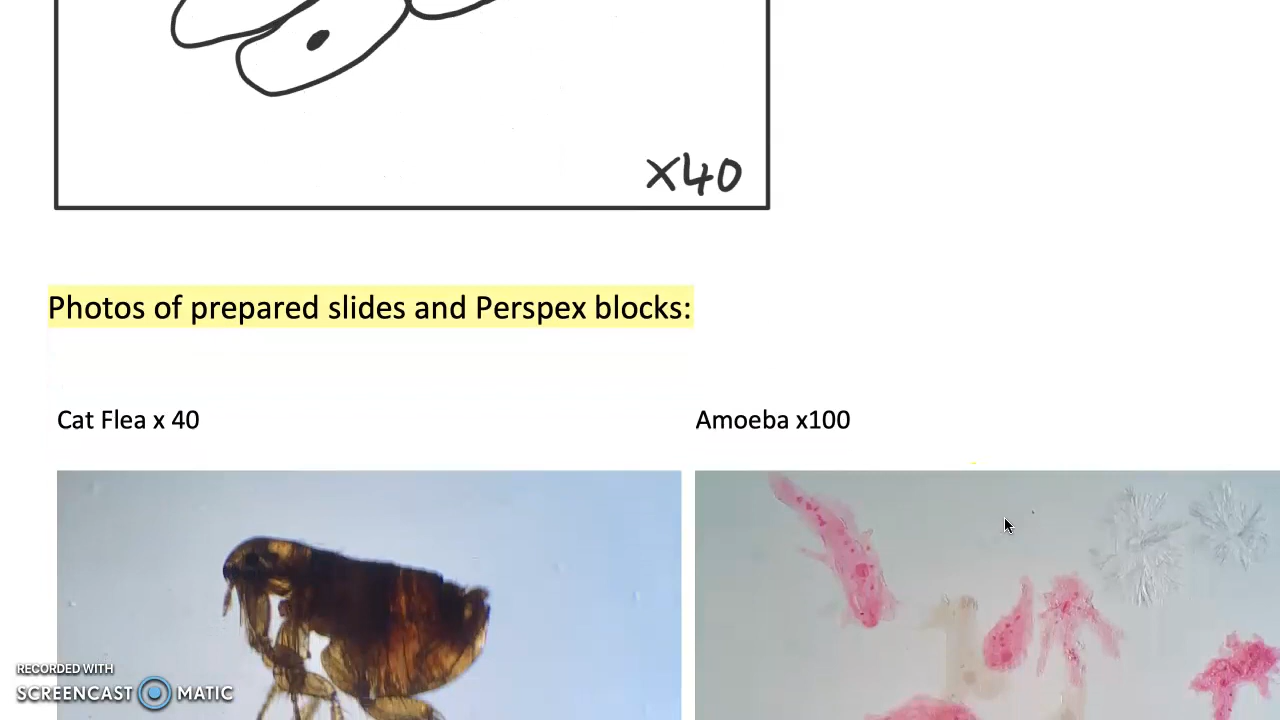 X40
Photos of prepared slides and Perspex blocks:
Cat Flea x 40
Amoeba x100
RECORDED WITH
SCREENCAST MATIC